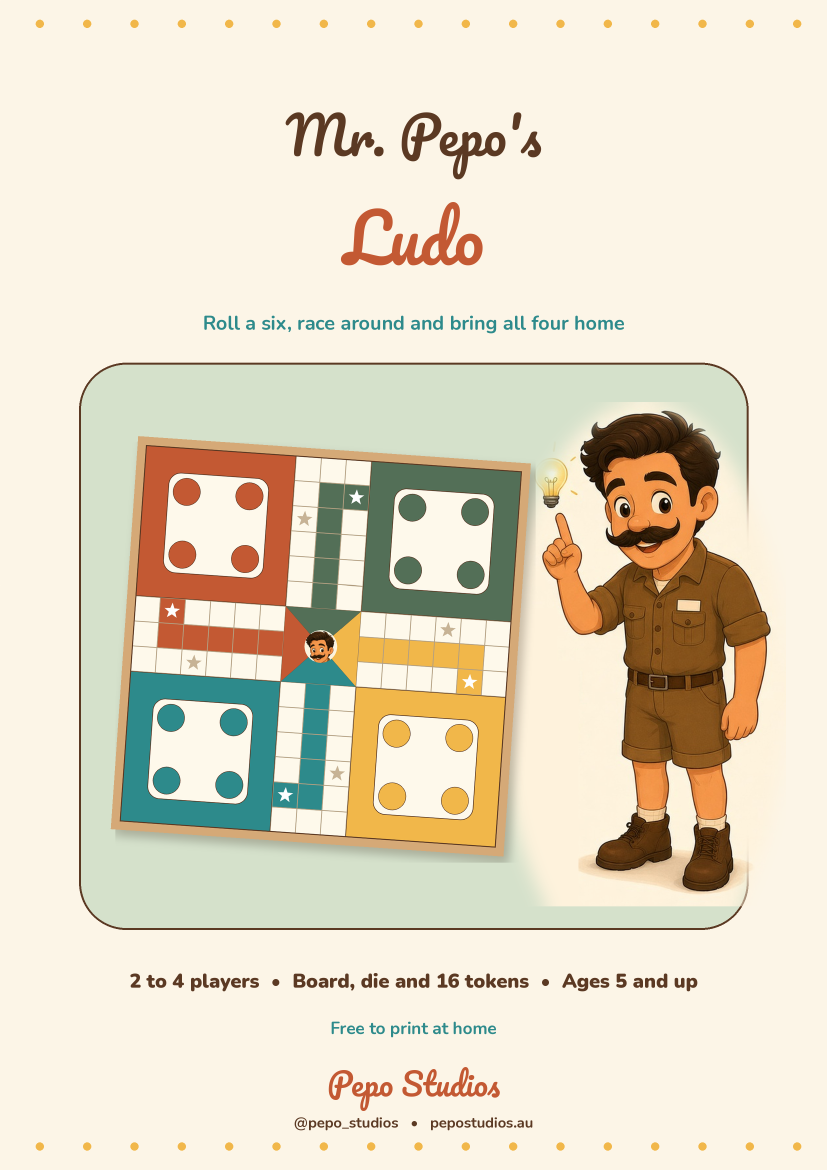 Mr. Pepo's
Ludo
Roll a six, race around and bring all four home
2 to 4 players • Board, die and 16 tokens • Ages 5 and up
Free to print at home
Pepo Studios
@pepo_studios • pepostudios.au